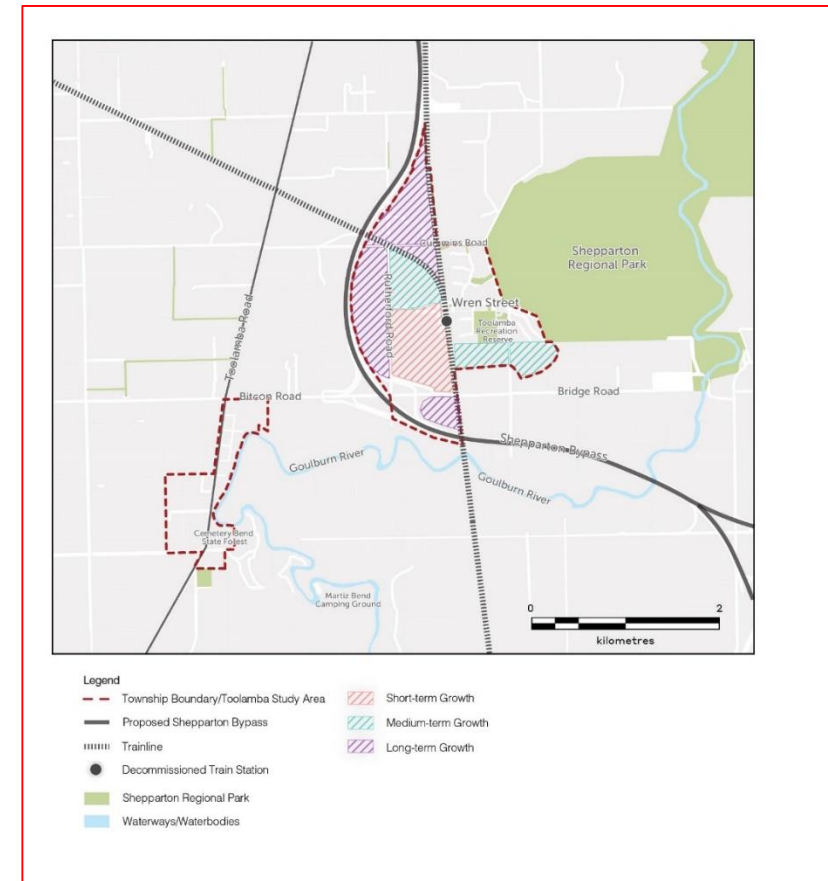 Cummins Road
Shepparton
Regional Park
Wren Street
Toolamba
Recreation
Reserve
Rutherford Road
Toolamba Road
Bitcon Road
Bridge Road
Shepparton Bypass
Goulburn River
Goulburn River
Cemetery Bend
State Forest
Martiz Bend
Camping Ground
0
2
kilometres
Legend
Township Boundary/Toolamba Study Area
Proposed Shepparton Bypass
Trainline
Decommissioned Train Station
Shepparton Regional Park
Waterways/Waterbodies
Short-term Growth
Medium-term Growth
Long-term Growth